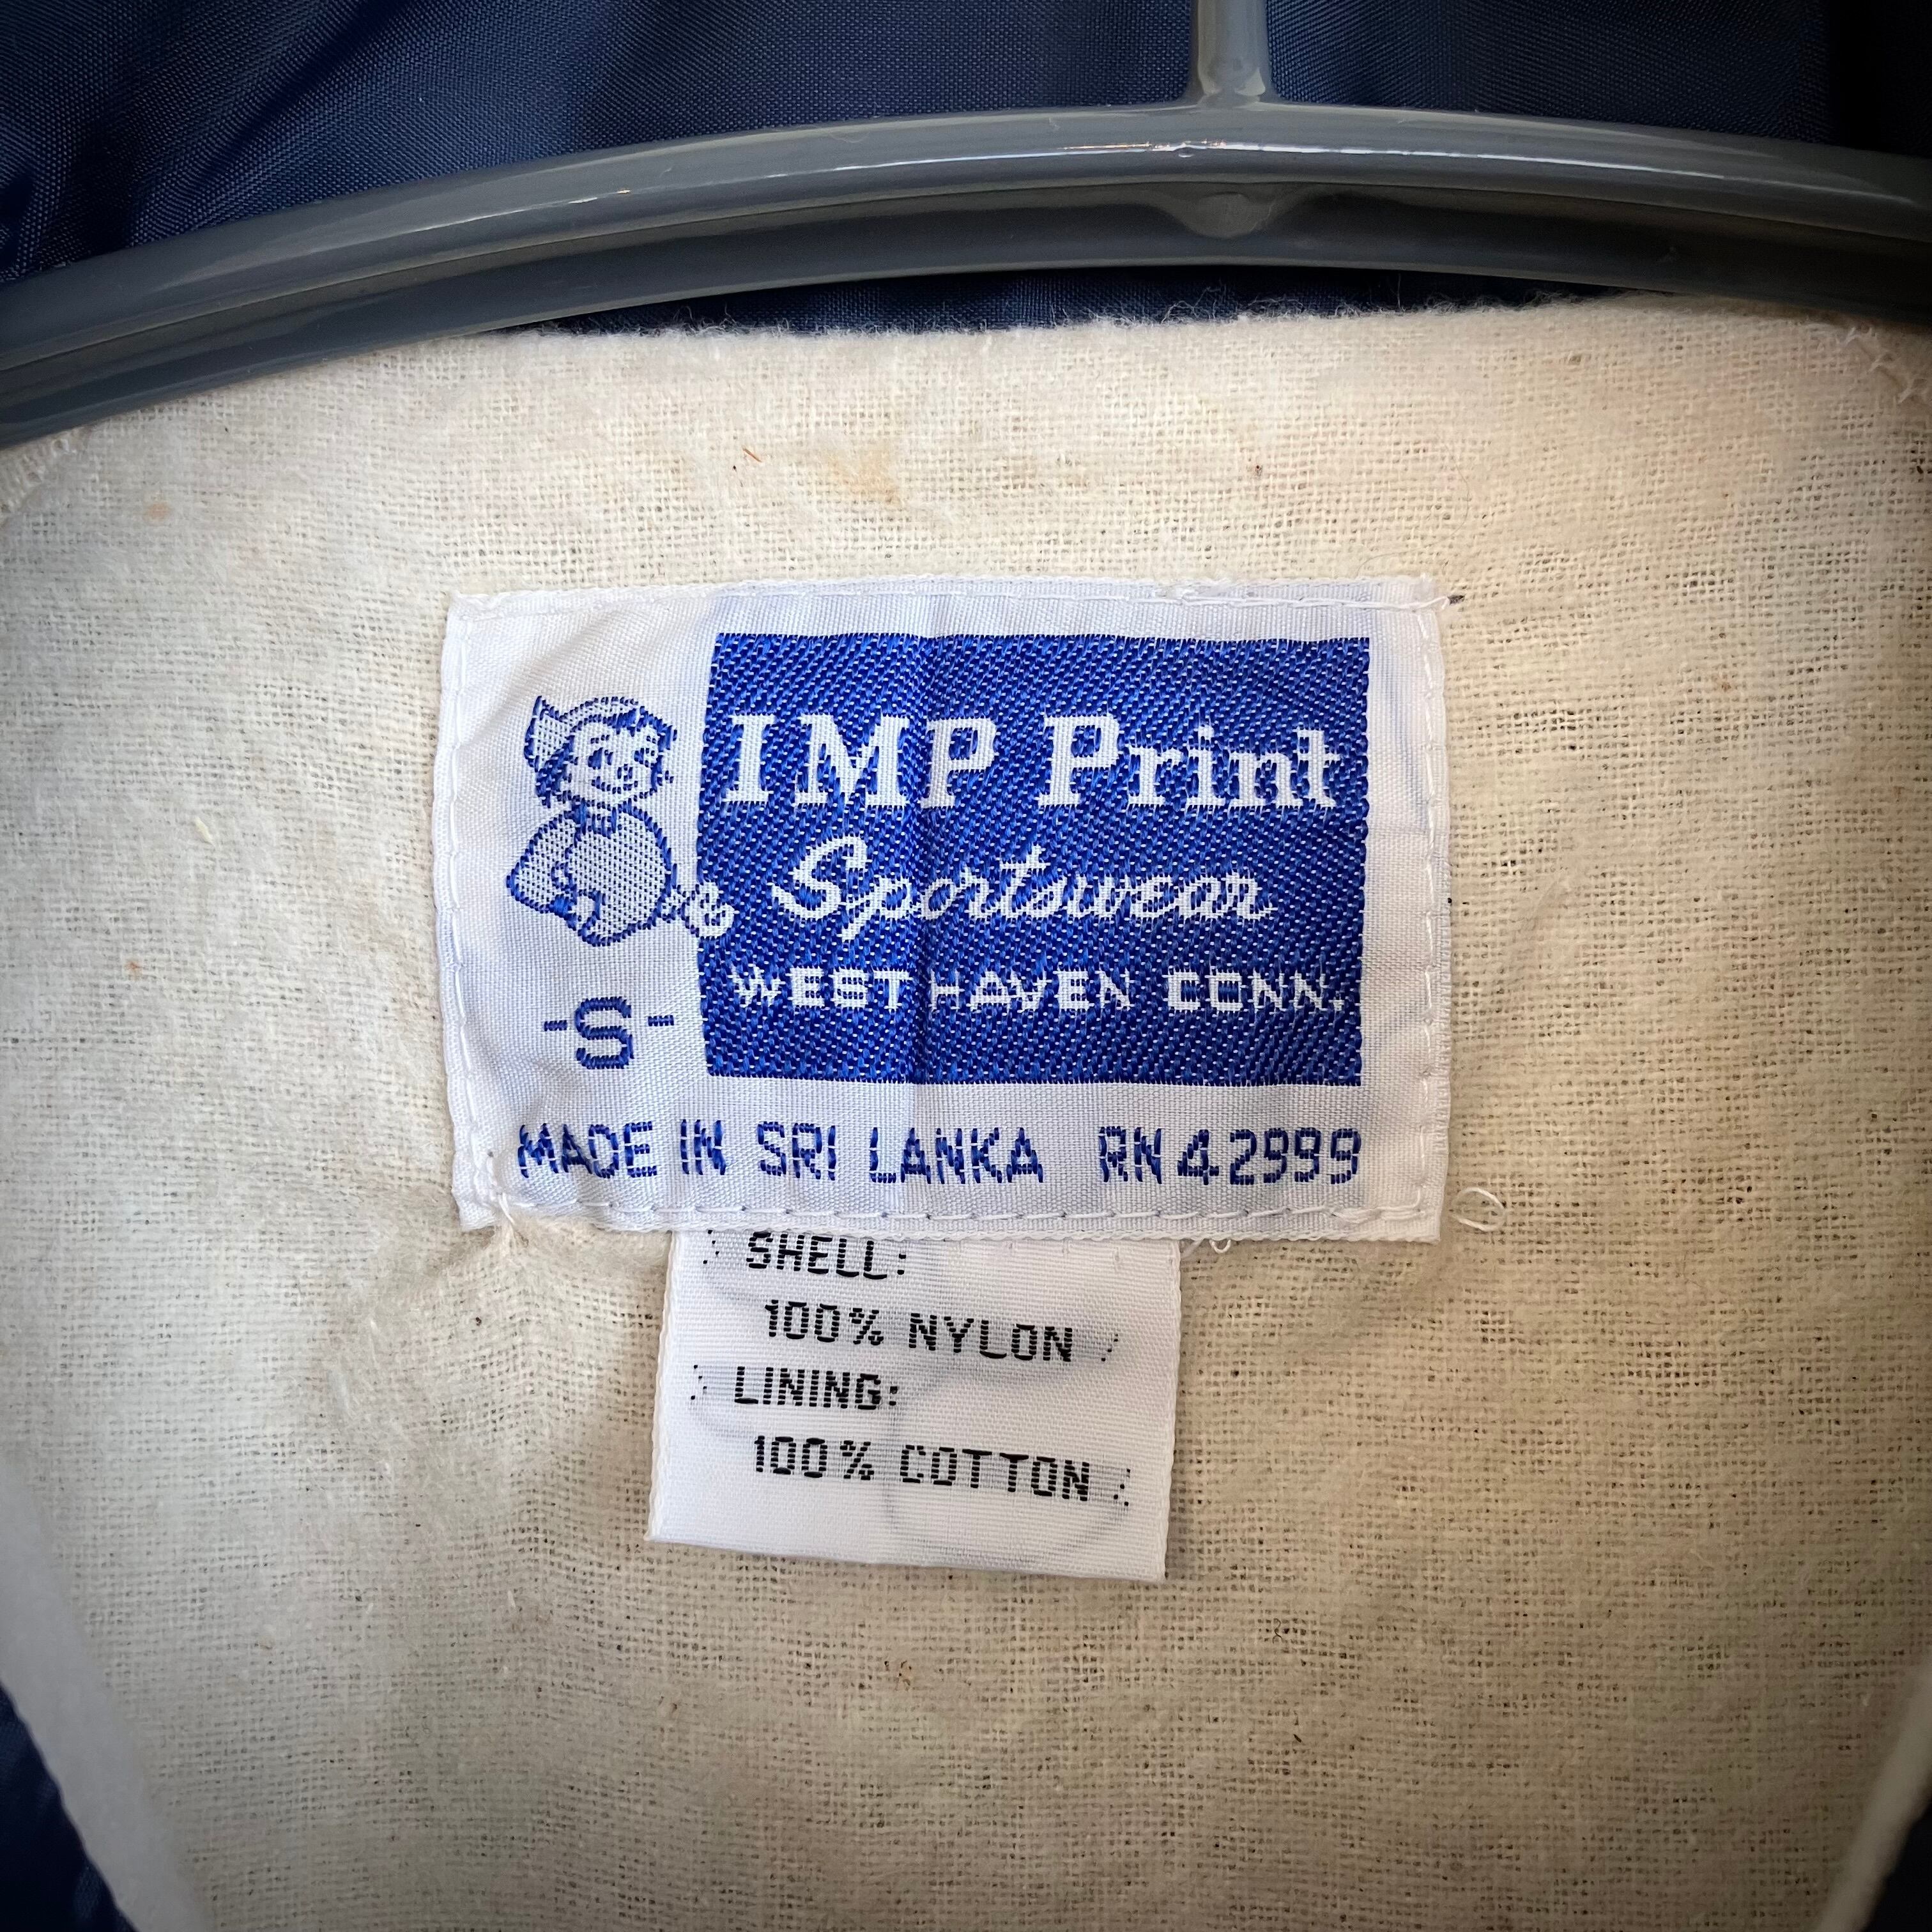 IMP Print
Sportswear
WEST HAVEN CONN.
-S-
MADE IN SRI LANKA RN 42999
SHELL:
100% NYLON
LINING:
100% COTTON